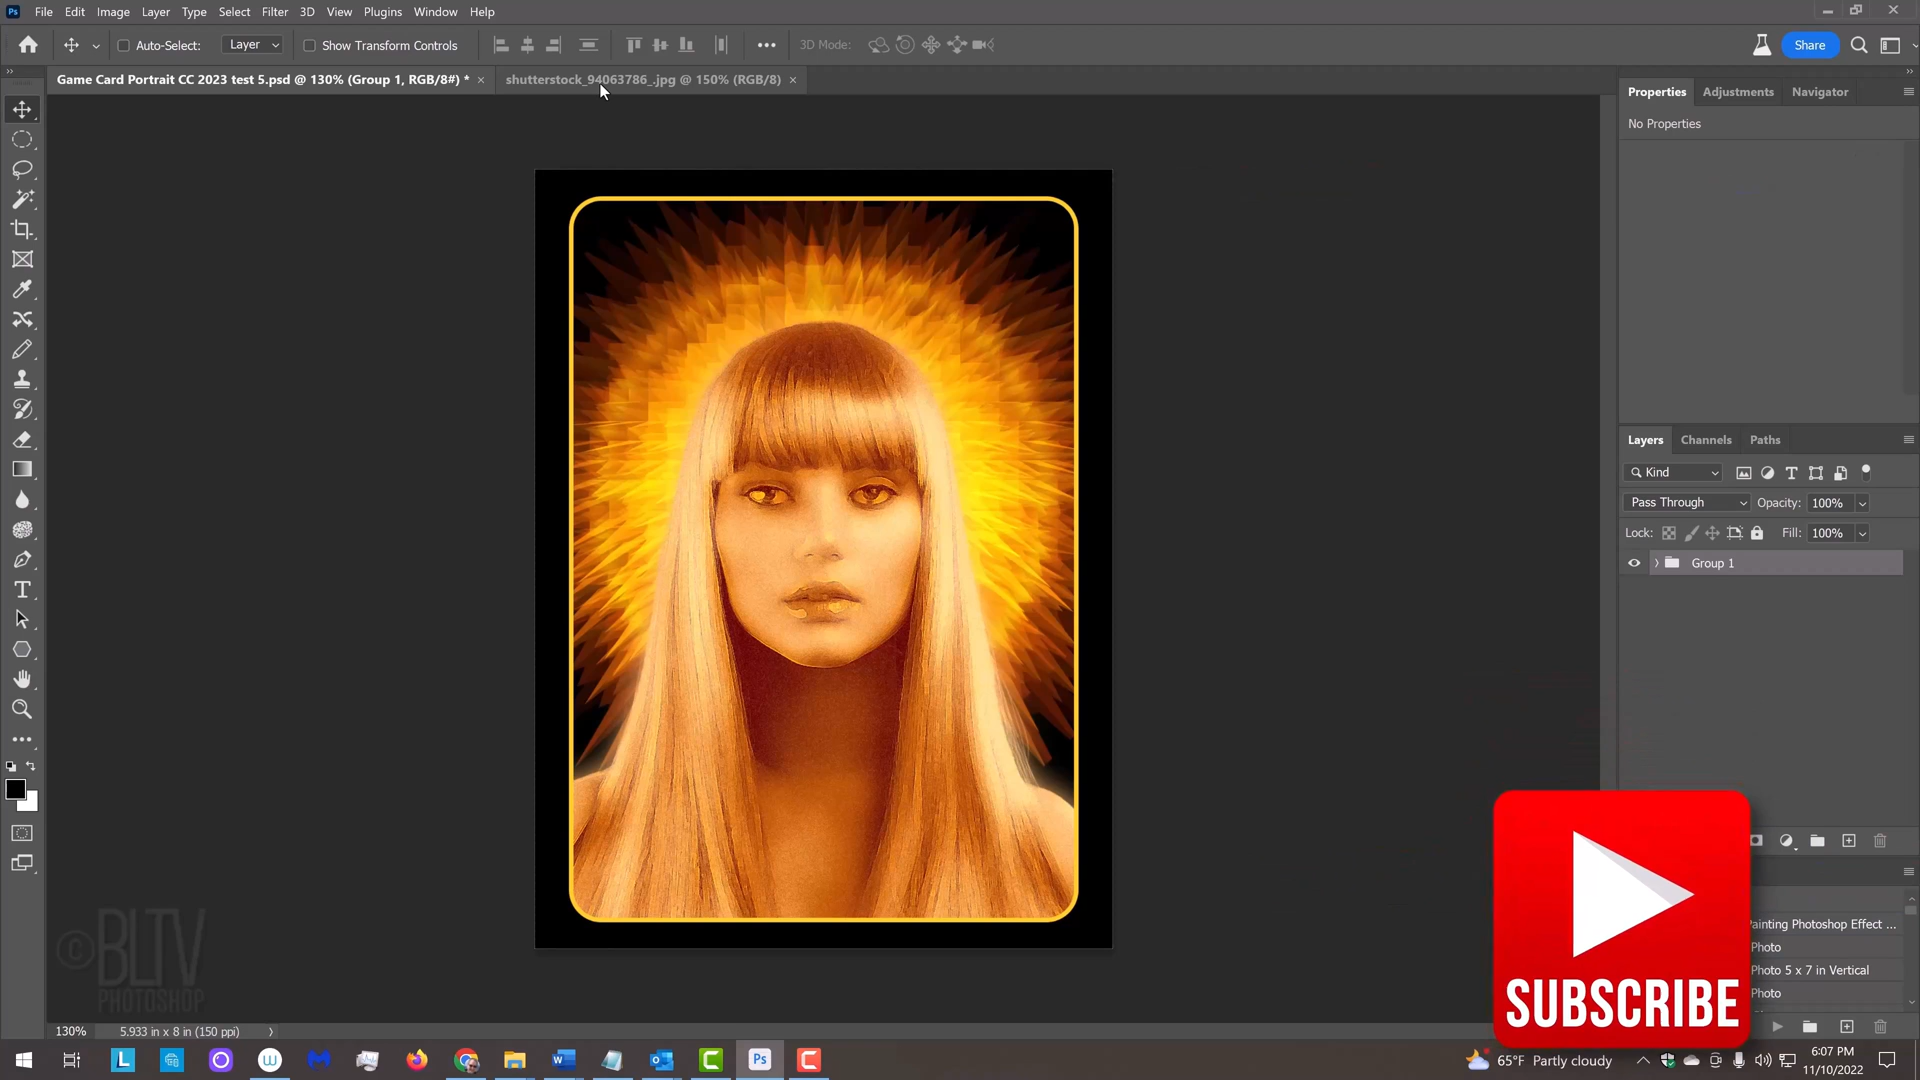 Ps File Edit Image Layer Type Select Filter 3D View Plugins Window Help
Auto-Select: Layer Show Transform Controls 3D Mode: Share
Game Card Portrait CC 2023 test 5.psd @ 130% (Group 1, RGB/8#) * × shutterstock_94063786_.jpg @ 150% (RGB/8) ×
Properties Adjustments Navigator
No Properties
Layers Channels Paths
Kind
Pass Through Opacity: 100%
Lock: Fill: 100%
Group 1
Painting Photoshop Effect ...
Photo
Photo 5 x 7 in Vertical
Photo
SUBSCRIBE
© BLTV
PHOTOSHOP
130% 5.933 in x 8 in (150 ppi)
65°F Partly cloudy
6:07 PM
11/10/2022